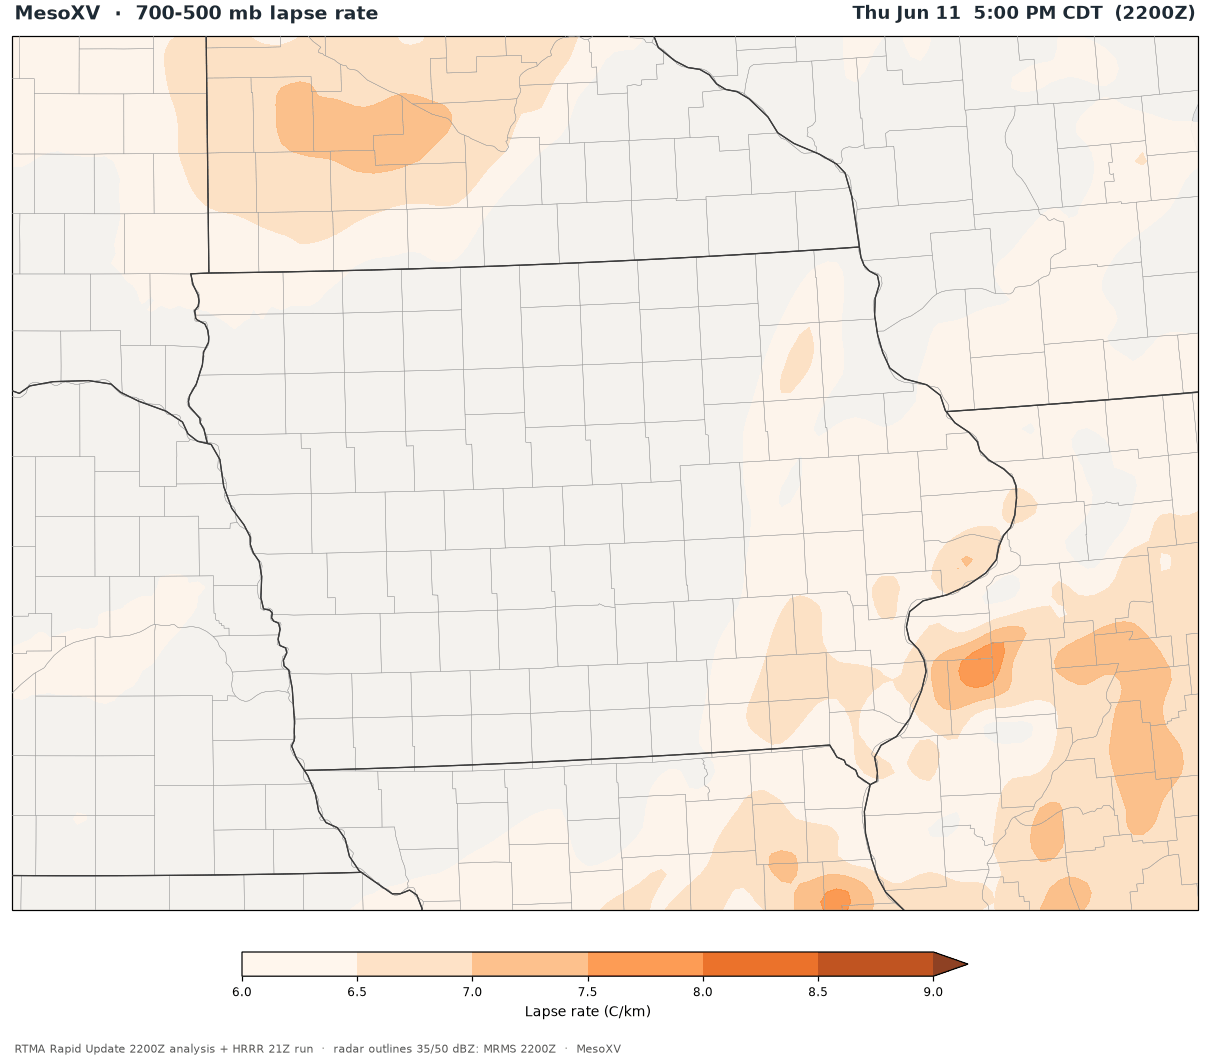 MesoXV · 700-500 mb lapse rate
Thu Jun 11 5:00 PM CDT (2200Z)
6.0 6.5 7.0 7.5 8.0 8.5 9.0
Lapse rate (C/km)
RTMA Rapid Update 2200Z analysis + HRRR 21Z run · radar outlines 35/50 dBZ: MRMS 2200Z · MesoXV